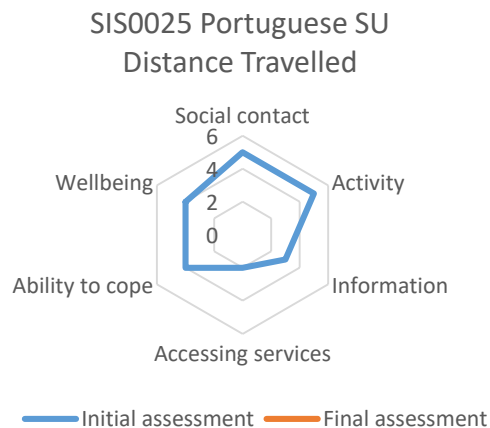 SIS0025 Portuguese SU
Distance Travelled
Social contact
6
Wellbeing
4
Activity
2
0
Ability to cope
Information
Accessing services
Initial assessment
Final assessment